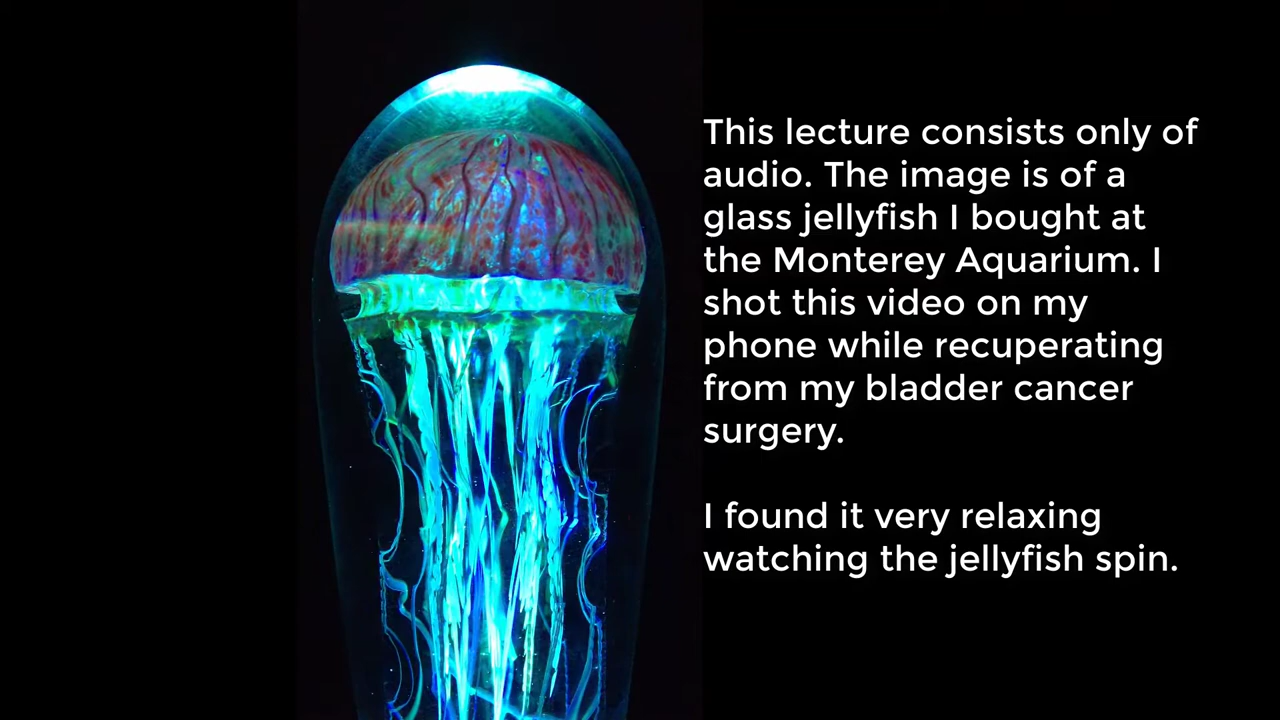 This lecture consists only of
audio. The image is of a
glass jellyfish I bought at
the Monterey Aquarium. I
shot this video on my
phone while recuperating
from my bladder cancer
surgery.
I found it very relaxing
watching the jellyfish spin.